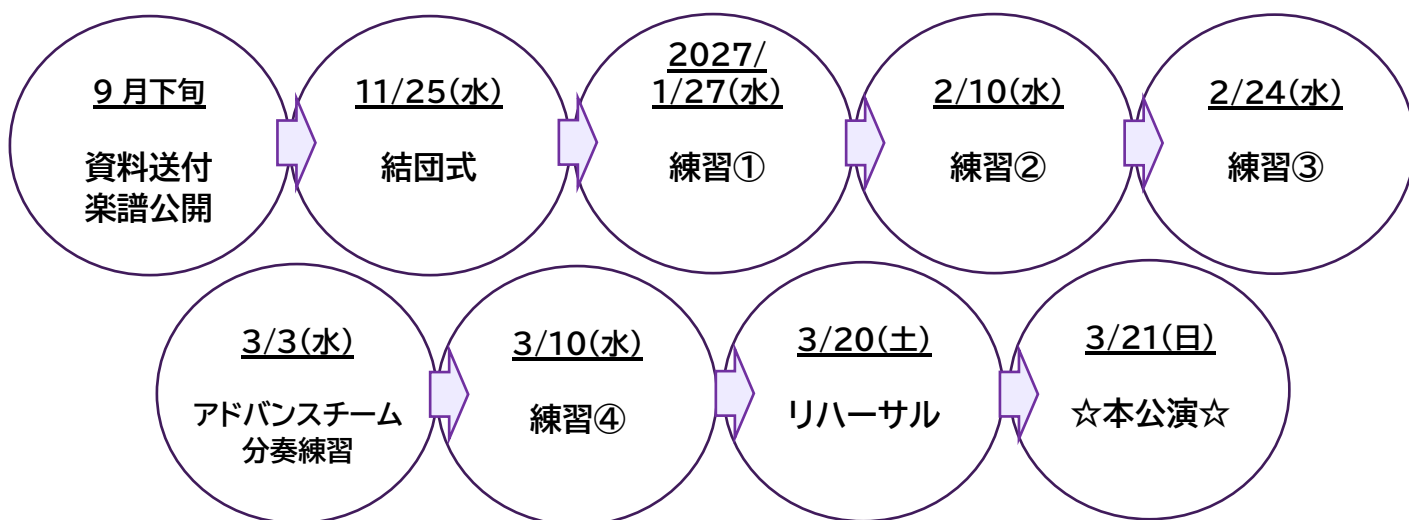 9月下旬
資料送付
楽譜公開
11/25(水)
結団式
2027/
1/27(水)
練習①
2/10(水)
練習②
2/24(水)
練習③
3/3(水)
アドバンスチーム
分奏練習
3/10(水)
練習④
3/20(土)
リハーサル
3/21(日)
☆本公演☆